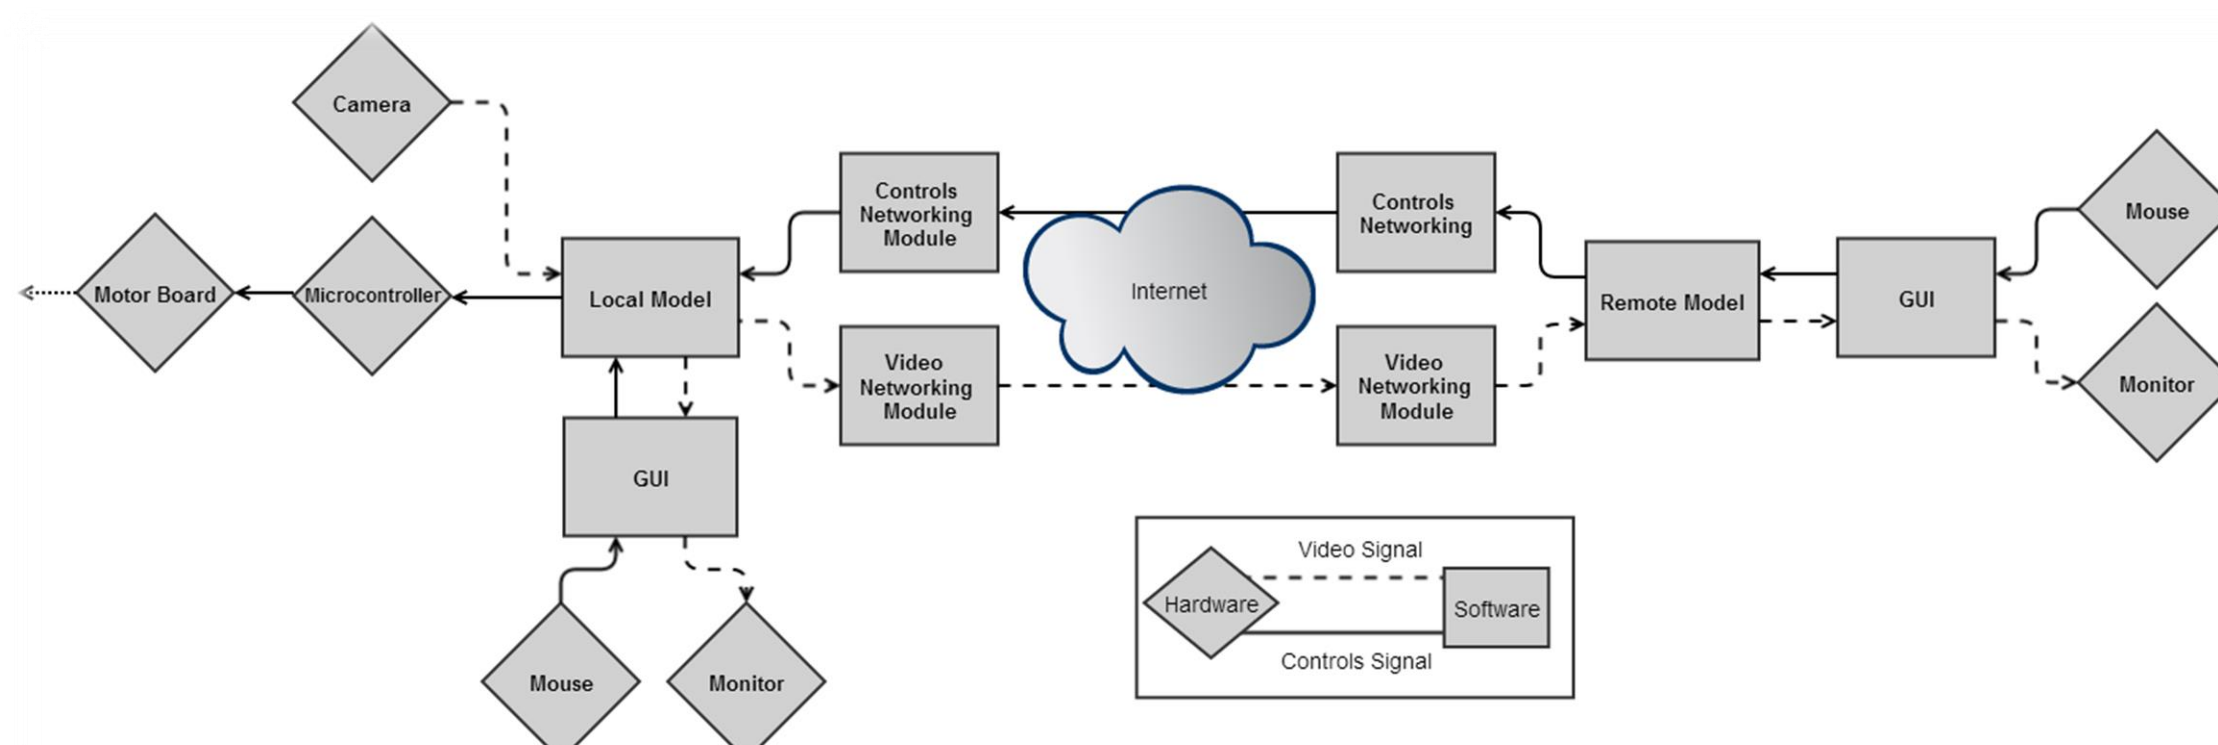 Camera
Motor Board
Microcontroller
Local Model
GUI
Mouse
Monitor
Controls
Networking
Module
Video
Networking
Module
Internet
Controls
Networking
Video
Networking
Module
Remote Model
GUI
Mouse
Monitor
Video Signal
Hardware
Software
Controls Signal